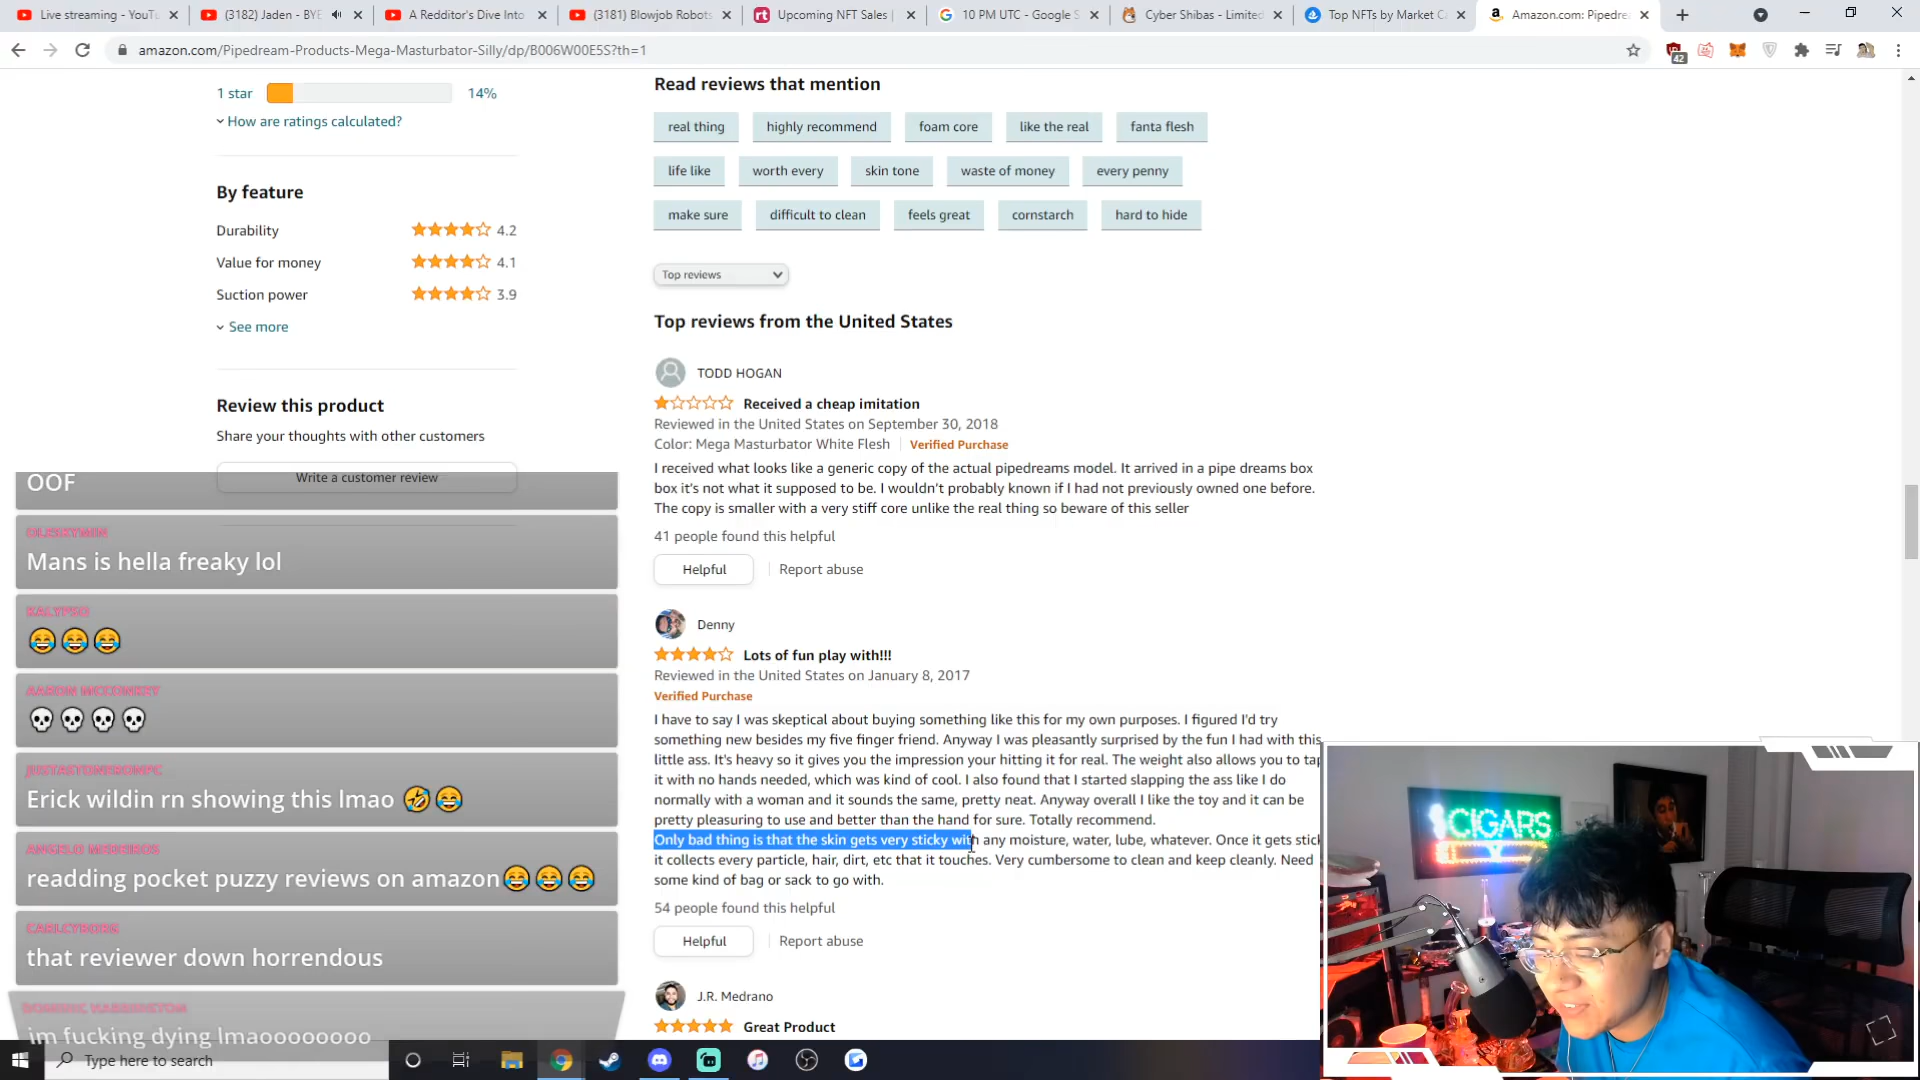 Live streaming - YouTu
(3182) Jaden - BYE
A Redditor's Dive Into
(3181) Blowjob Robots
Upcoming NFT Sales |
10 PM UTC - Google S
Cyber Shibas - Limited
Top NFTs by Market C
Amazon.com: Pipedre
amazon.com/Pipedream-Products-Mega-Masturbator-Silly/dp/B006W00E5S?th=1
42
1 star 14%
How are ratings calculated?
By feature
Durability 4.2
Value for money 4.1
Suction power 3.9
See more
Review this product
Share your thoughts with other customers
Write a customer review
OOF
Mans is hella freaky lol
KALYPSO
AARON MCCONKEY
Erick wildin rn showing this lmao
readding pocket puzzy reviews on amazon
CARLCYBORG
that reviewer down horrendous
im fucking dying lmaooooooooo
Read reviews that mention
real thing highly recommend foam core like the real fanta flesh
life like worth every skin tone waste of money every penny
make sure difficult to clean feels great cornstarch hard to hide
Top reviews
Top reviews from the United States
TODD HOGAN
Received a cheap imitation
Reviewed in the United States on September 30, 2018
Color: Mega Masturbator White Flesh Verified Purchase
I received what looks like a generic copy of the actual pipedreams model. It arrived in a pipe dreams box
box it's not what it supposed to be. I wouldn't probably known if I had not previously owned one before.
The copy is smaller with a very stiff core unlike the real thing so beware of this seller
41 people found this helpful
Helpful Report abuse
Denny
Lots of fun play with!!!
Reviewed in the United States on January 8, 2017
Verified Purchase
I have to say I was skeptical about buying something like this for my own purposes. I figured I'd try
something new besides my five finger friend. Anyway I was pleasantly surprised by the fun I had with this
little ass. It's heavy so it gives you the impression your hitting it for real. The weight also allows you to tap
it with no hands needed, which was kind of cool. I also found that I started slapping the ass like I do
normally with a woman and it sounds the same, pretty neat. Anyway overall I like the toy and it can be
pretty pleasuring to use and better than the hand for sure. Totally recommend.
Only bad thing is that the skin gets very sticky with any moisture, water, lube, whatever. Once it gets stick
it collects every particle, hair, dirt, etc that it touches. Very cumbersome to clean and keep cleanly. Need
some kind of bag or sack to go with.
54 people found this helpful
Helpful Report abuse
J.R. Medrano
Great Product
CIGARS
Type here to search